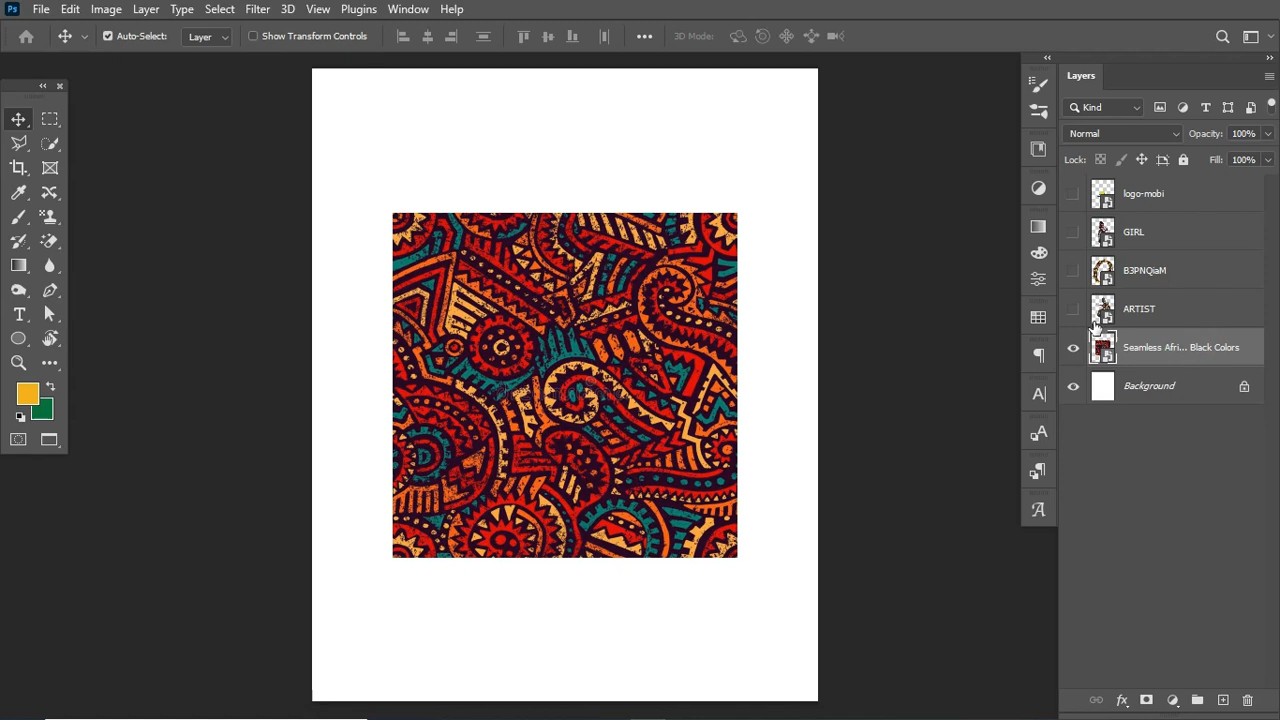 Ps File Edit Image Layer Type Select Filter 3D View Plugins Window Help
Auto-Select: Layer Show Transform Controls 3D Mode:
Layers
Kind
Normal Opacity: 100%
Lock: Fill: 100%
logo-mobi
GIRL
B3PNQiaM
ARTIST
Seamless Afri... Black Colors
Background